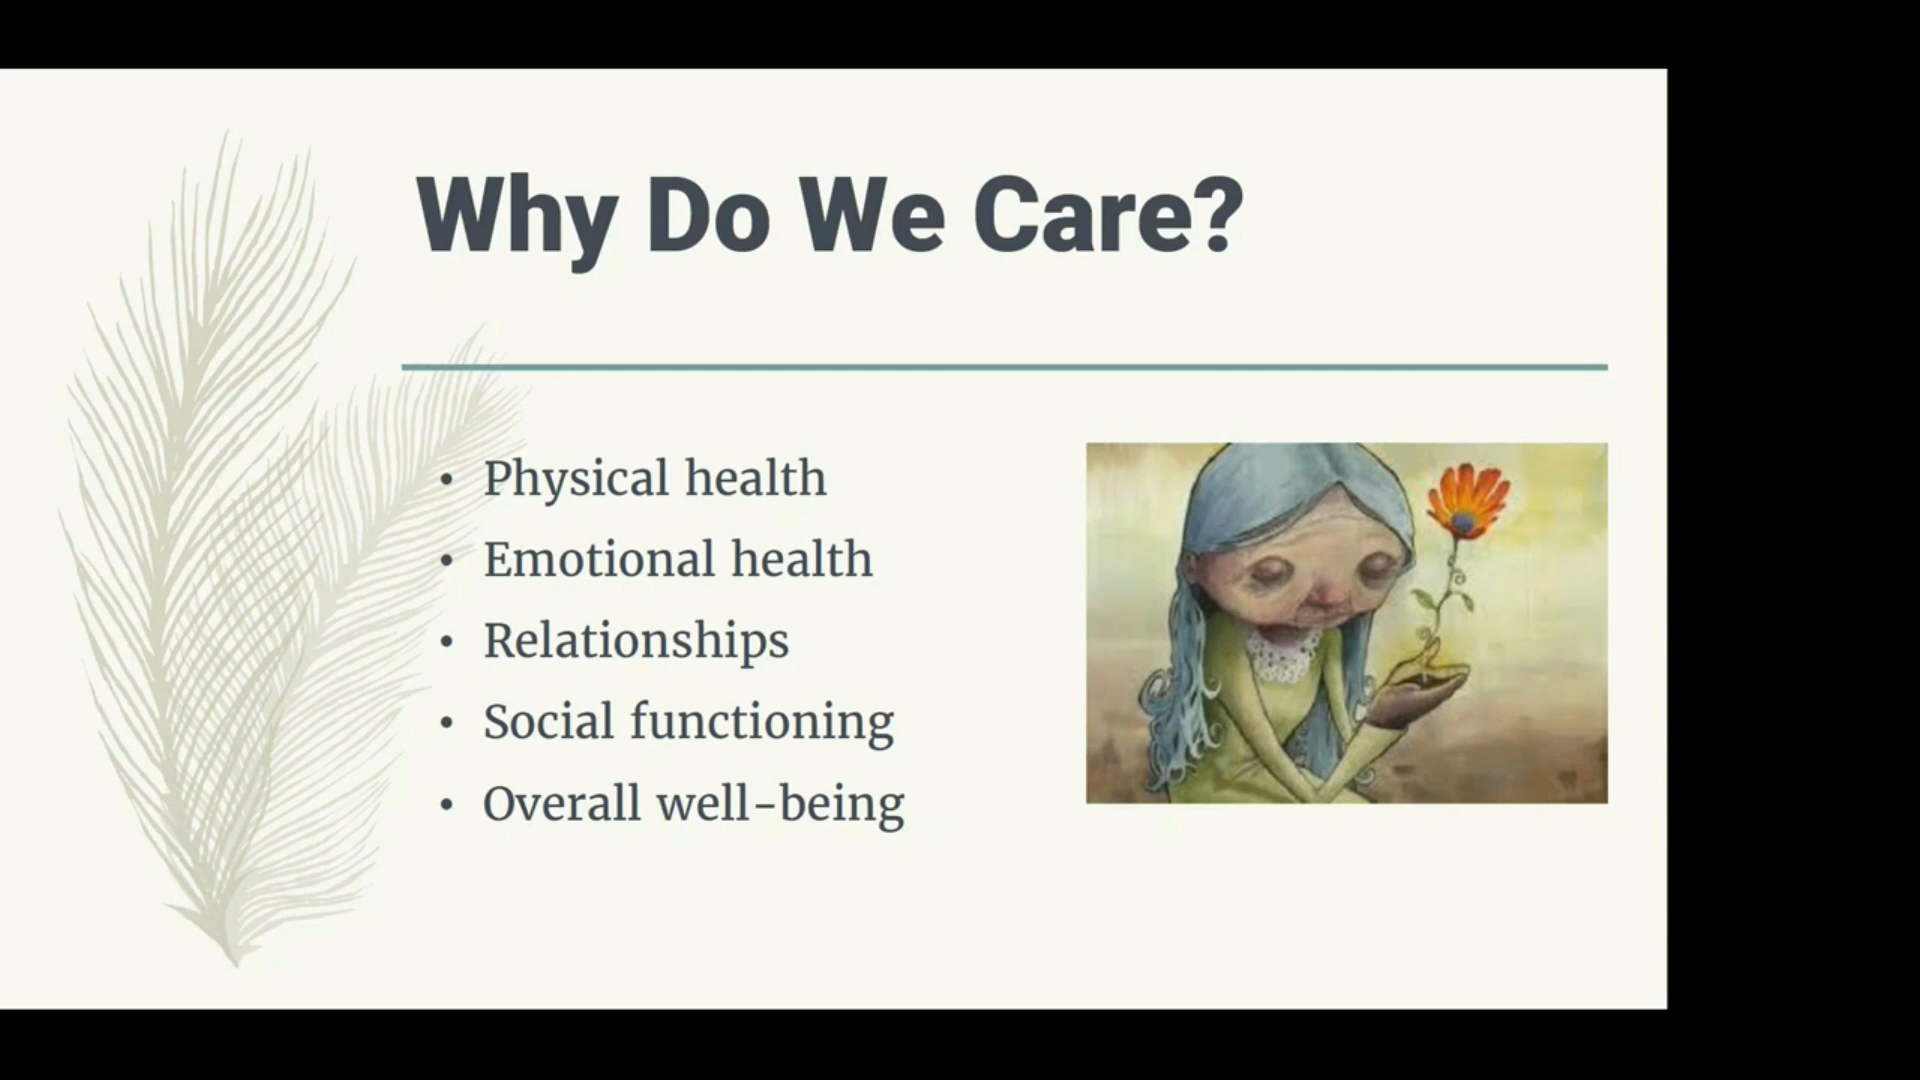 Why Do We Care?
• Physical health
• Emotional health
• Relationships
• Social functioning
• Overall well-being